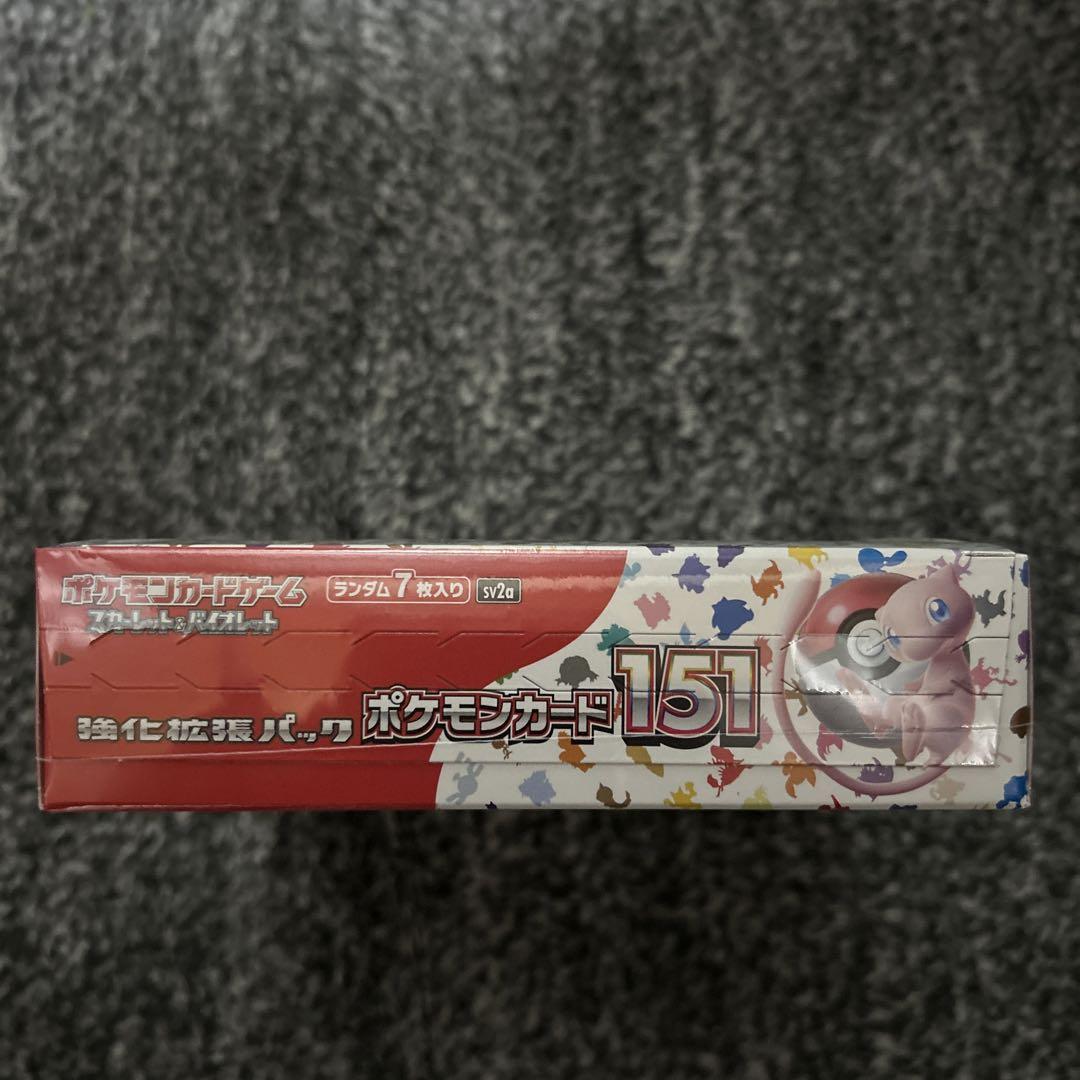 ポケモンカードゲーム
スカーレット&バイオレット
ランダム7枚入り
sv2a
強化拡張パック
ポケモンカード151